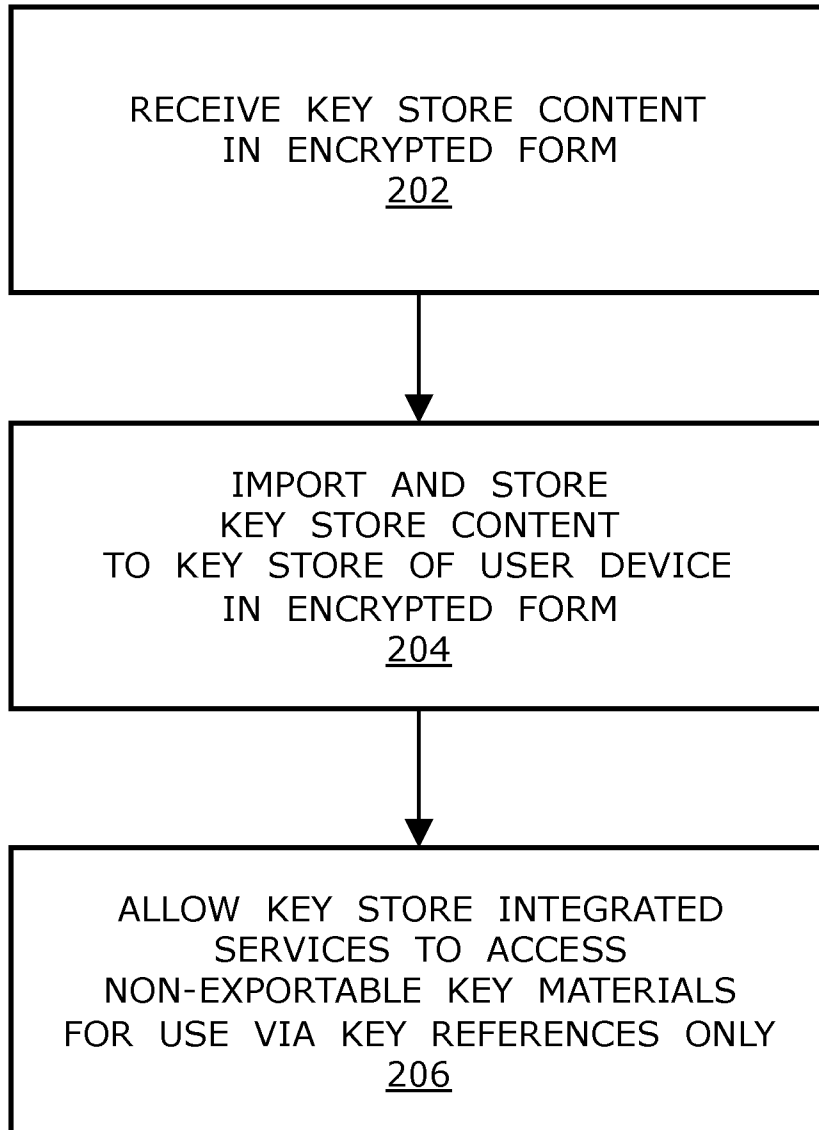 RECEIVE KEY STORE CONTENT
IN ENCRYPTED FORM
202
IMPORT AND STORE
KEY STORE CONTENT
TO KEY STORE OF USER DEVICE
IN ENCRYPTED FORM
204
ALLOW KEY STORE INTEGRATED
SERVICES TO ACCESS
NON-EXPORTABLE KEY MATERIALS
FOR USE VIA KEY REFERENCES ONLY
206